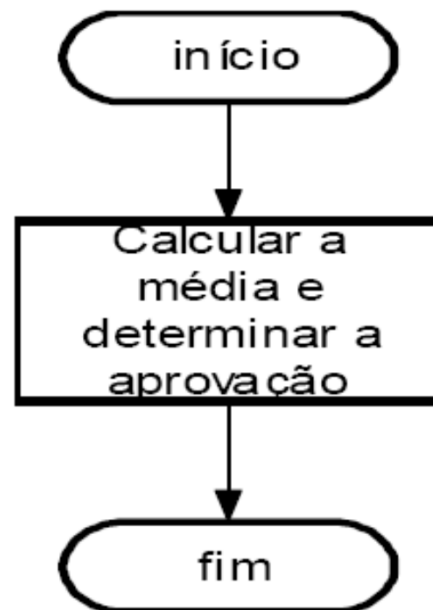 início
Calcular a
média e
determinar a
aprovação
fim